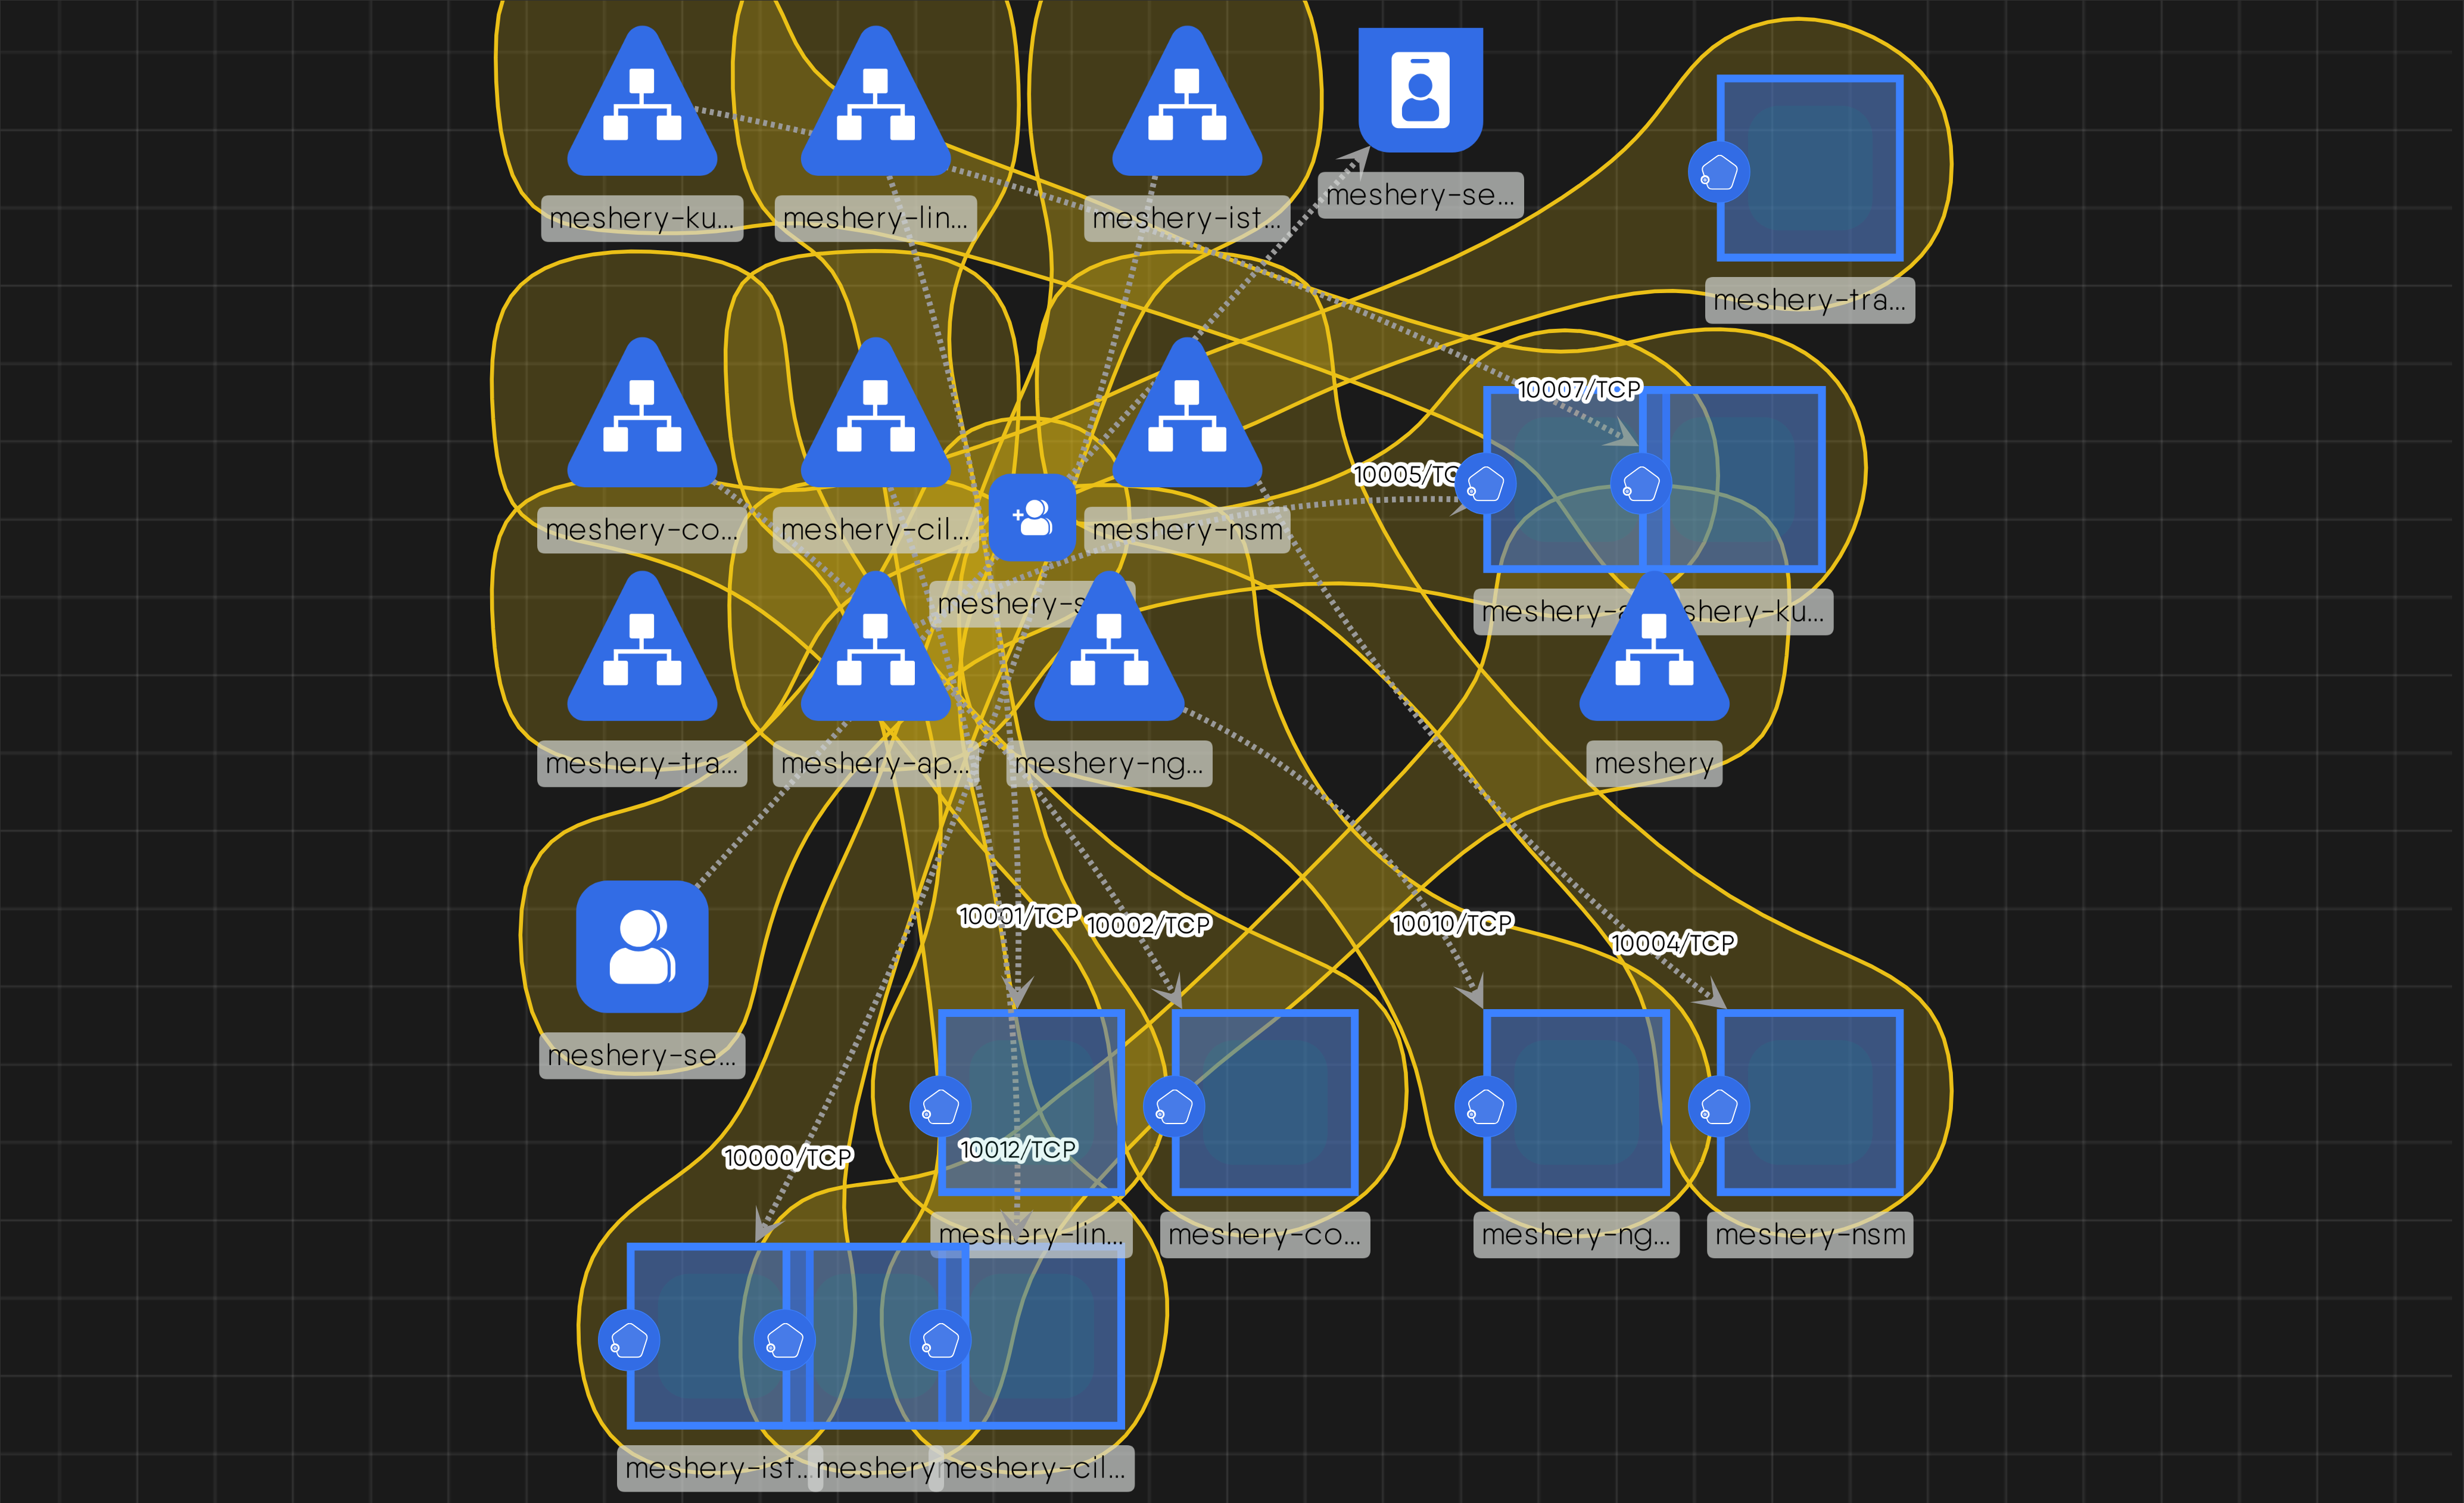 meshery-se...
meshery-ku...
meshery-lin...
meshery-ist...
meshery-tra...
10007/TCP
10005/TC
meshery-co...
meshery-cil...
meshery-nsm
meshery-s
meshery-a
shery-ku...
meshery-tra...
meshery-ap...
meshery-ng...
meshery
10001/TCP
10002/TCP
10010/TCP
10004/TCP
meshery-se...
10012/TCP
10000/TCP
meshery-lin...
meshery-co...
meshery-ng...
meshery-nsm
meshery-ist...
meshery
meshery-cil...